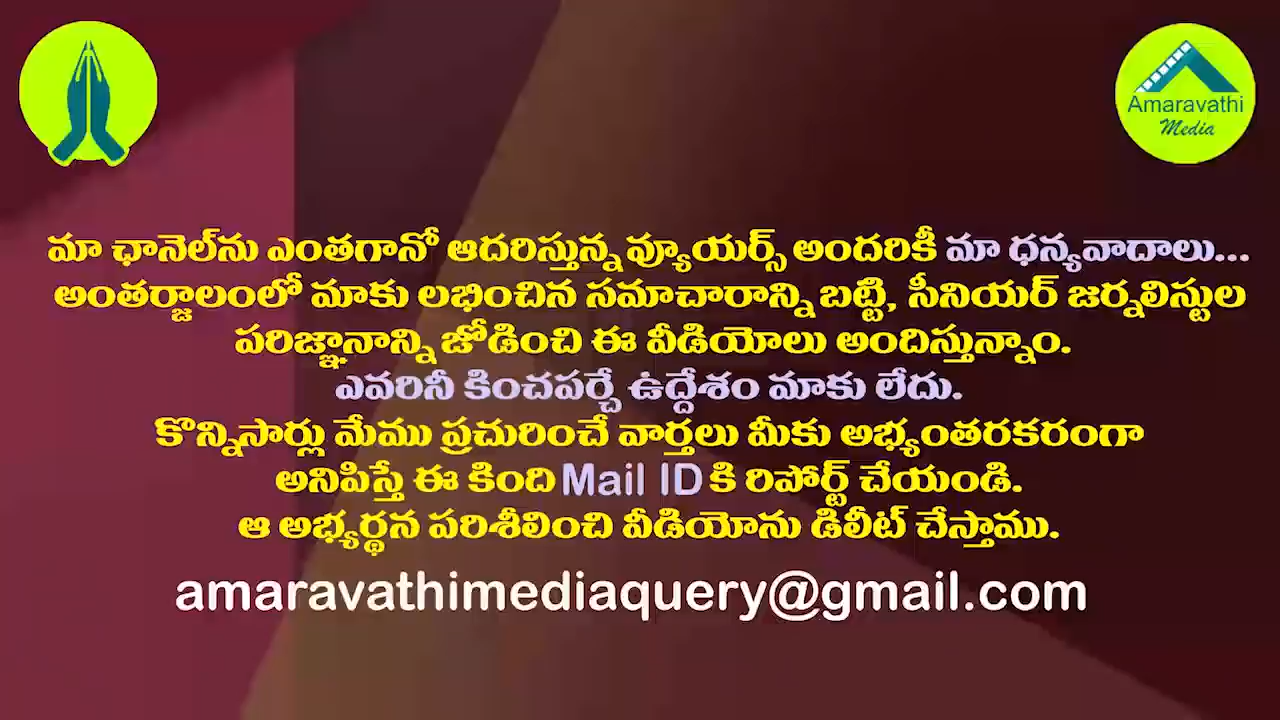 Amaravathi
Media
మా ఛానెల్‌ను ఎంతగానో ఆదరిస్తున్న వ్యూయర్స్ అందరికీ మా ధన్యవాదాలు...
అంతర్జాలంలో మాకు లభించిన సమాచారాన్ని బట్టి, సీనియర్ జర్నలిస్టుల
పరిజ్ఞానాన్ని జోడించి ఈ వీడియోలు అందిస్తున్నాం.
ఎవరినీ కించపర్చే ఉద్దేశం మాకు లేదు.
కొన్నిసార్లు మేము ప్రచురించే వార్తలు మీకు అభ్యంతరకరంగా
అనిపిస్తే ఈ కింది Mail ID కి రిపోర్ట్ చేయండి.
ఆ అభ్యర్థన పరిశీలించి వీడియోను డిలీట్ చేస్తాము.
amaravathimediaquery@gmail.com